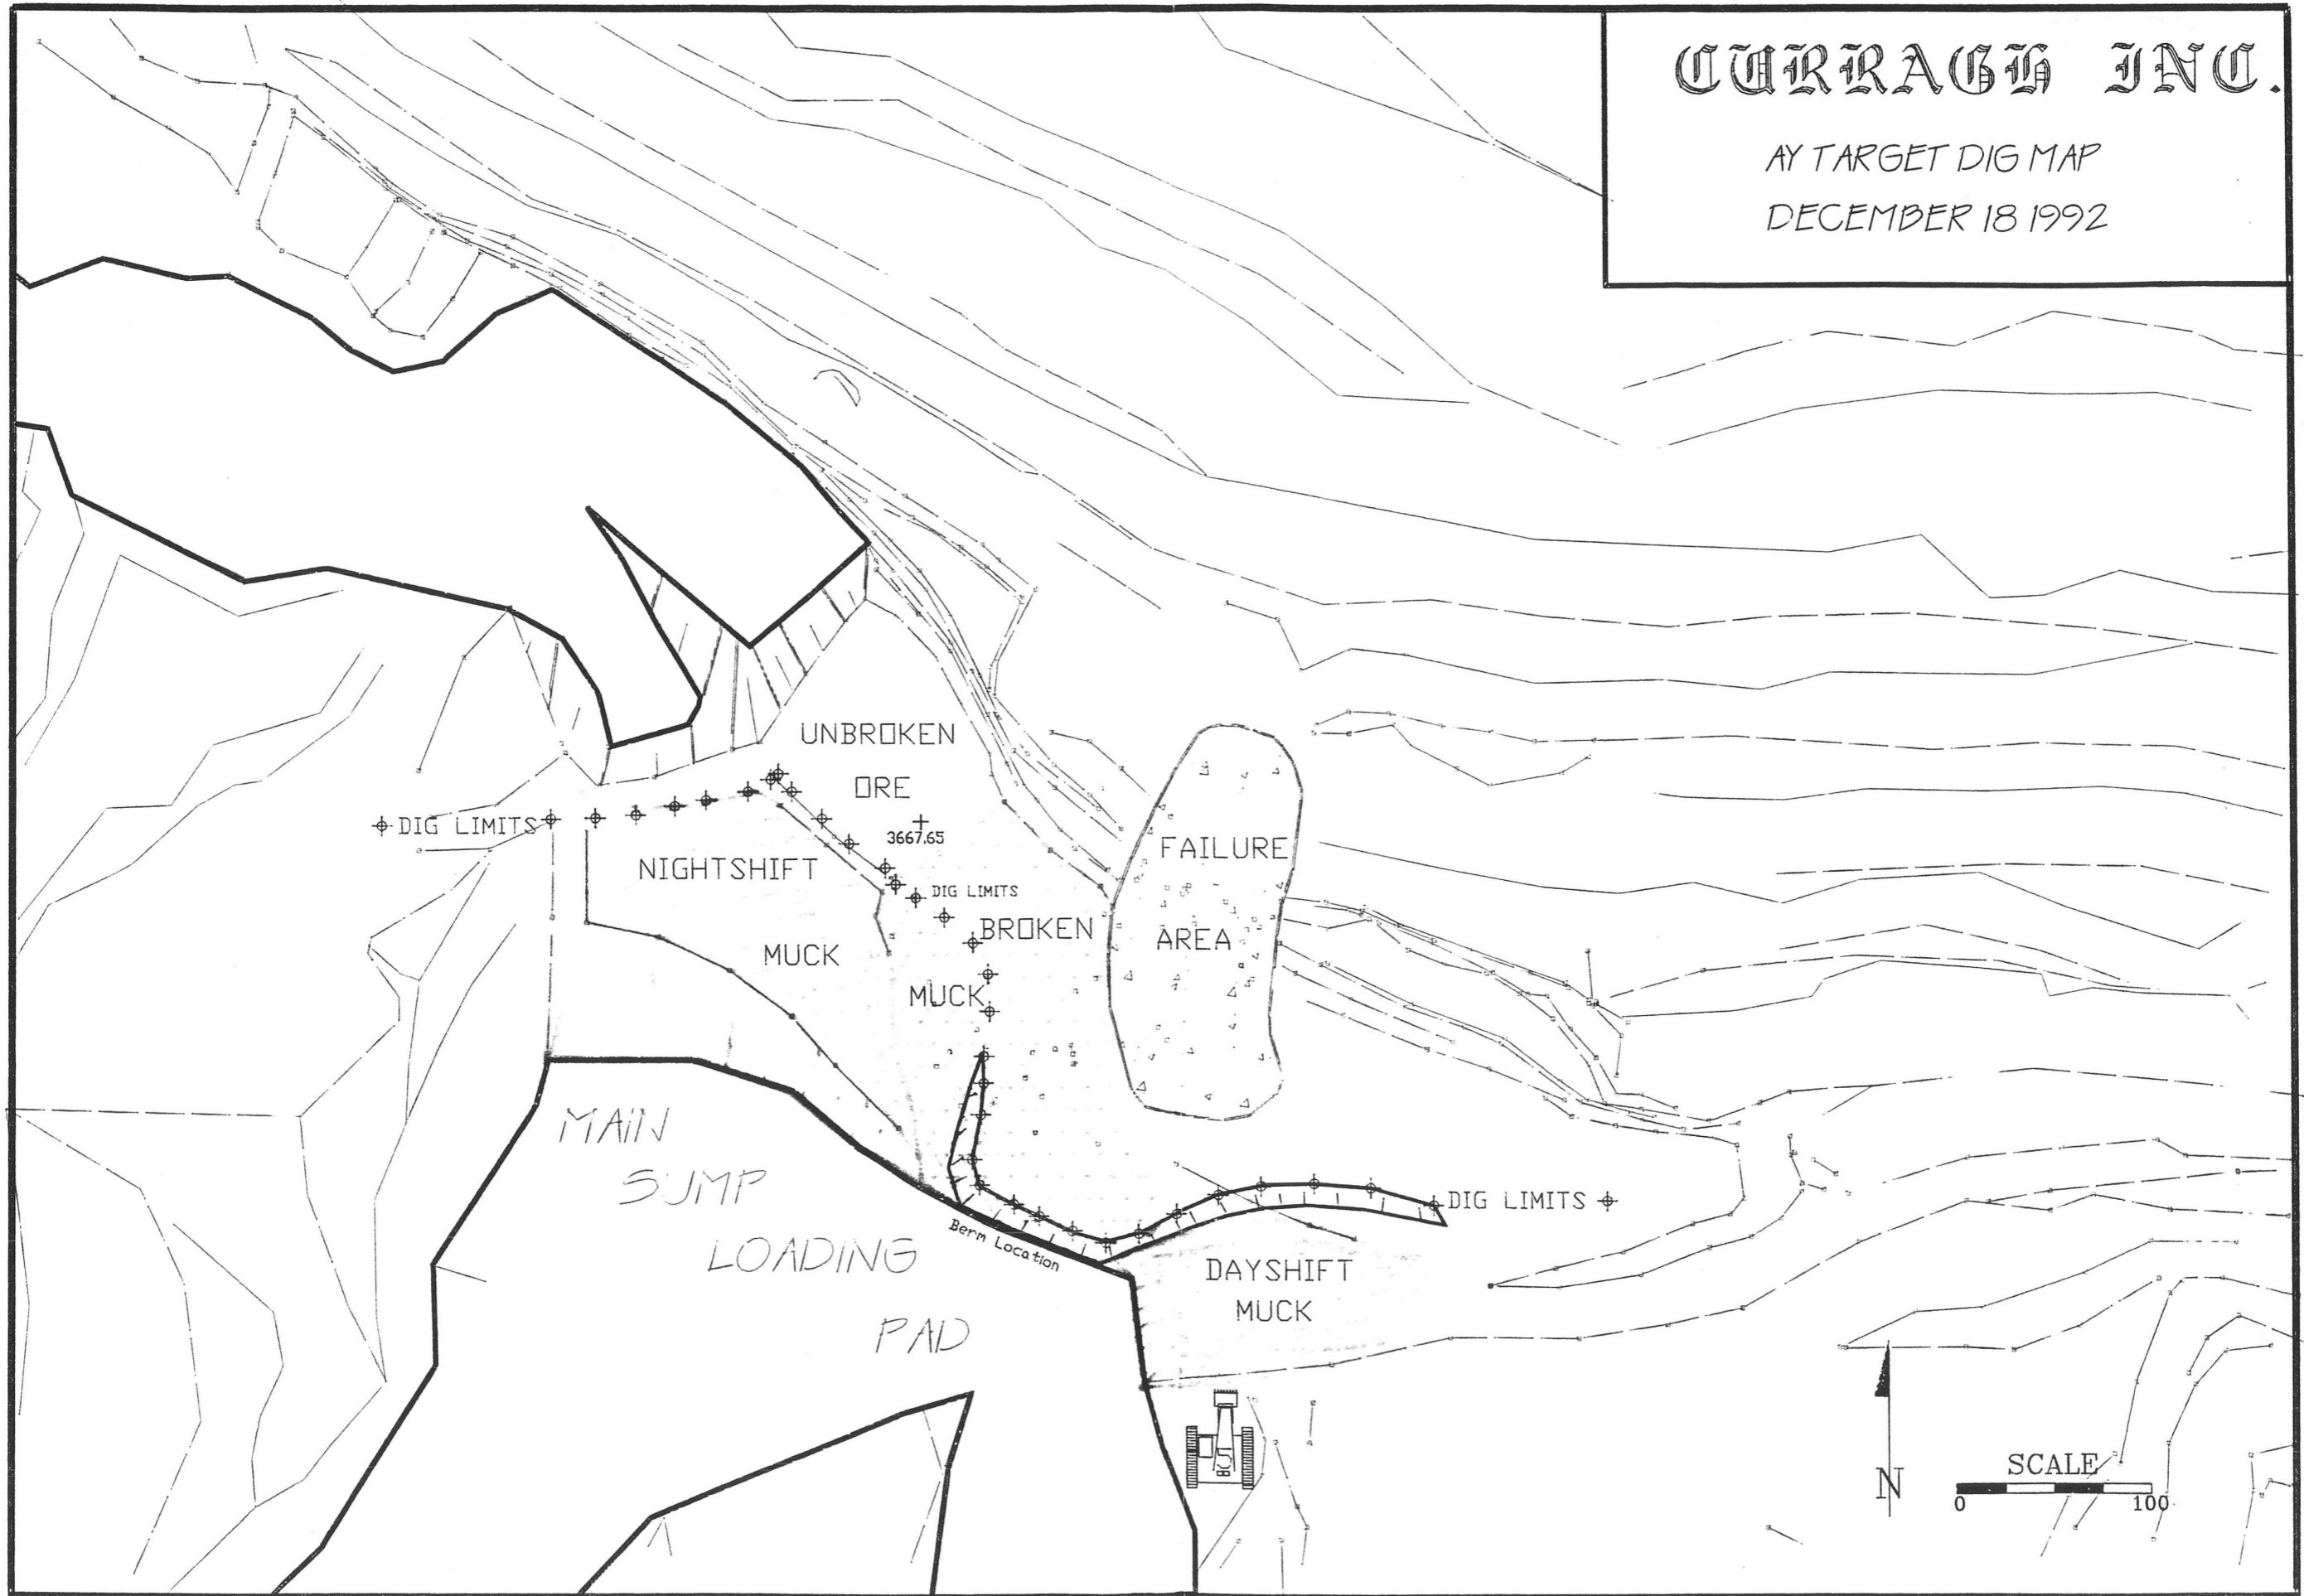 CURRAGH INC.
AY TARGET DIG MAP
DECEMBER 18 1992
UNBROKEN
ORE
3667.65
DIG LIMITS
NIGHTSHIFT
MUCK
DIG LIMITS
BROKEN
MUCK
FAILURE
AREA
MAIN
SUMP
LOADING
PAD
Berm Location
DIG LIMITS
DAYSHIFT
MUCK
N
SCALE
0 100